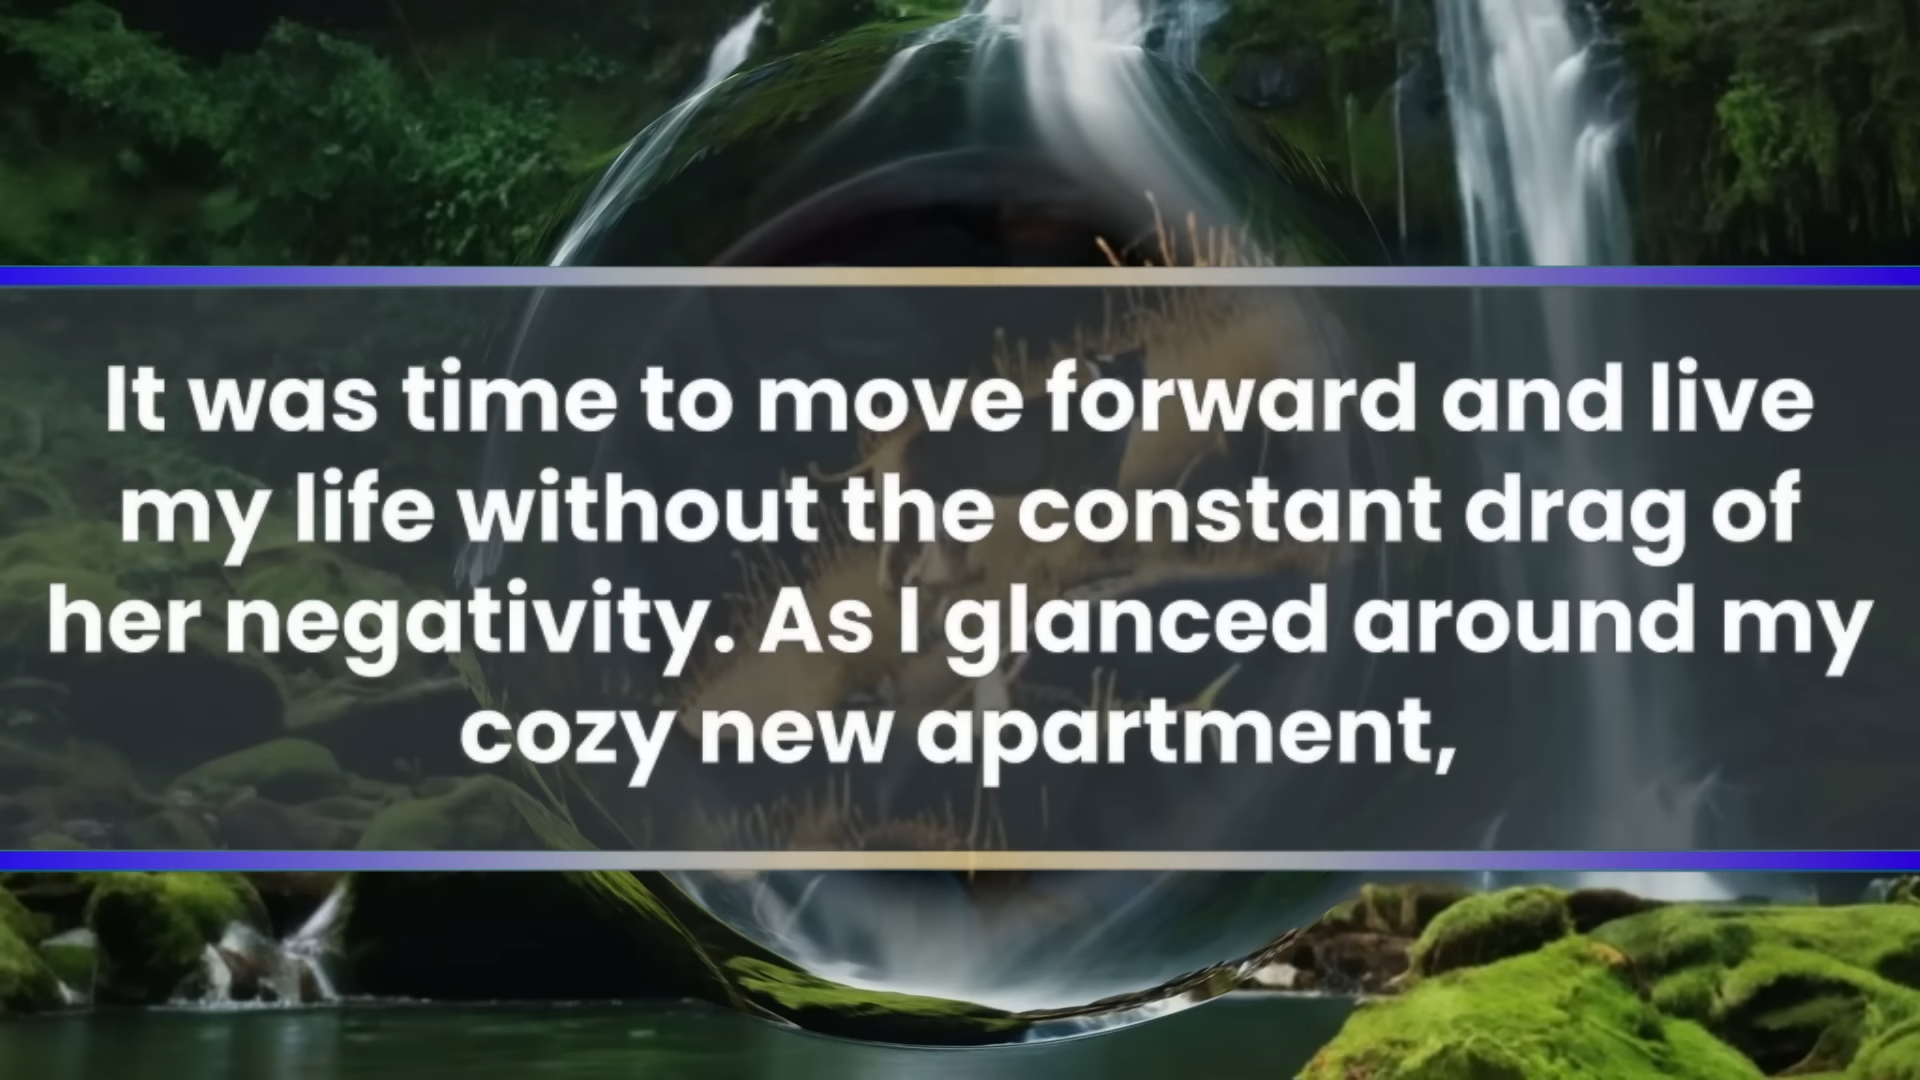 It was time to move forward and live
my life without the constant drag of
her negativity. As I glanced around my
cozy new apartment,